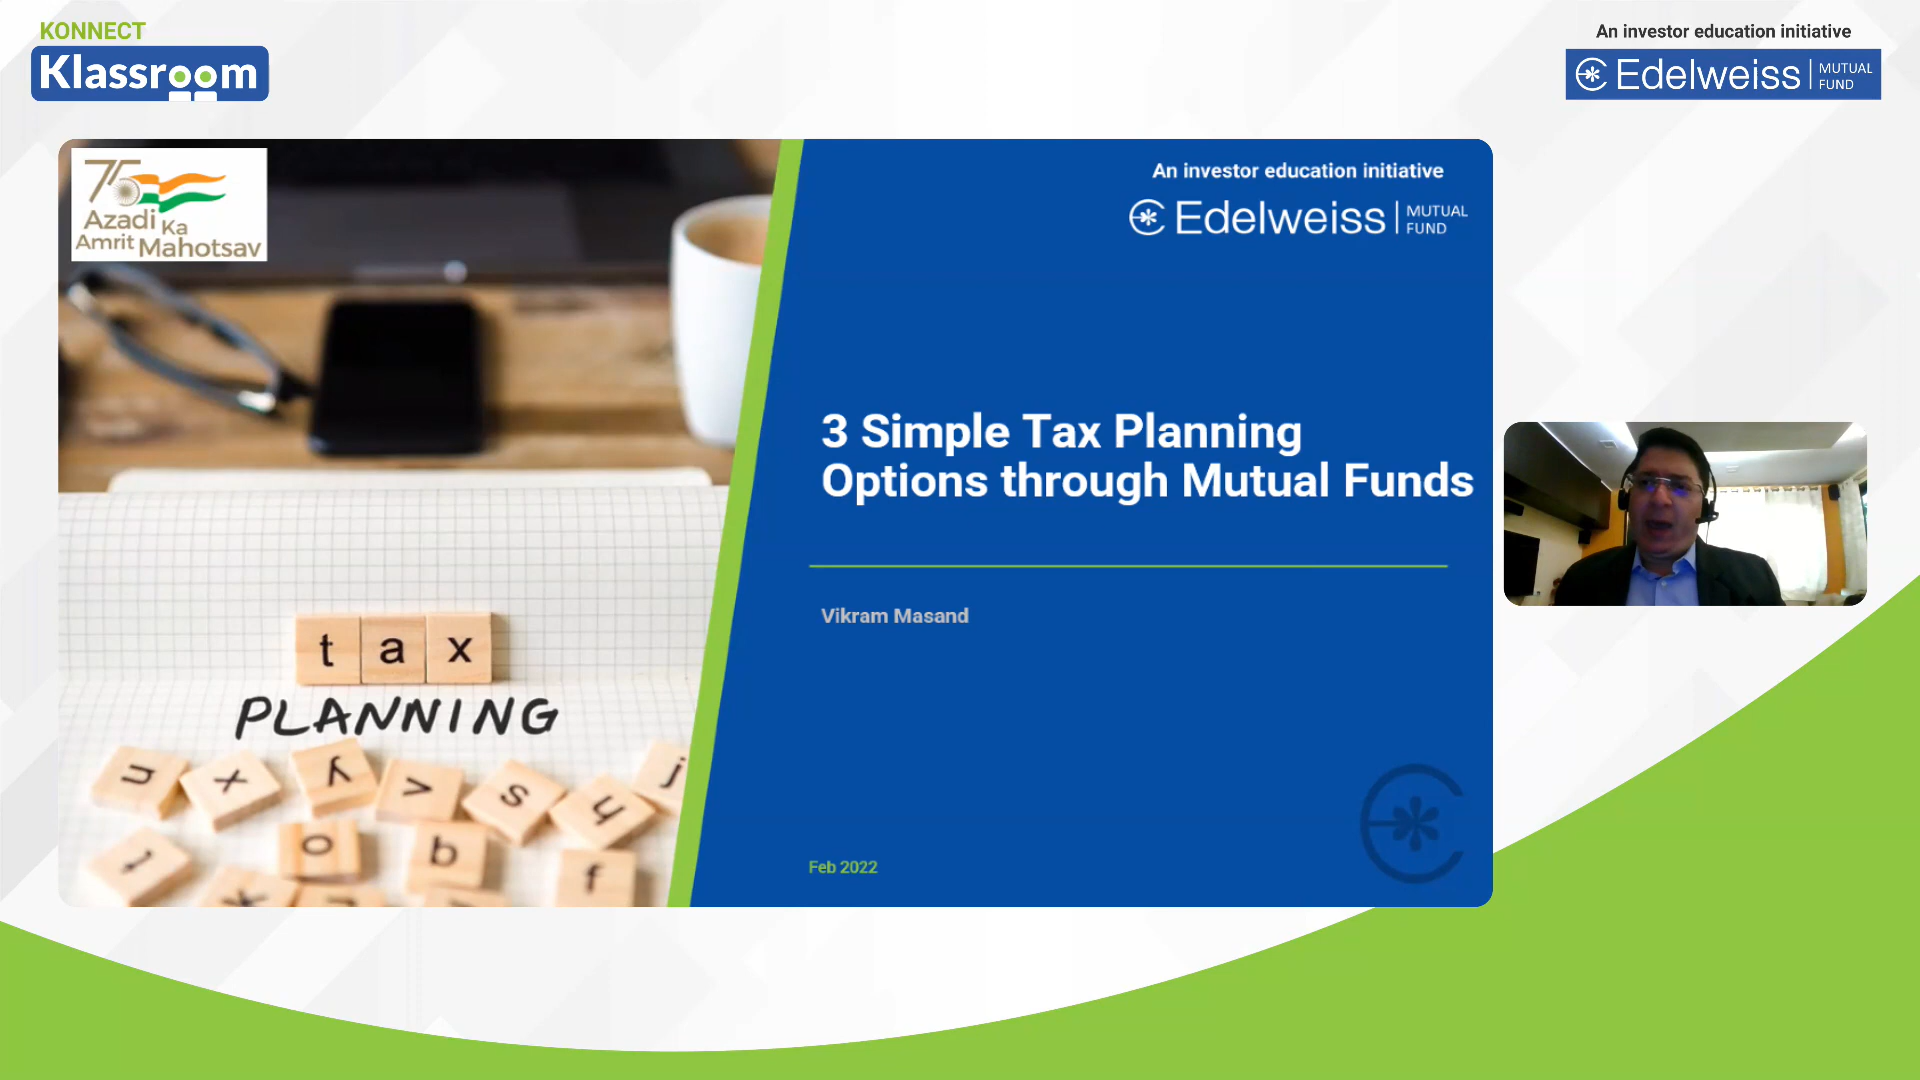 KONNECT
Klassroom
An investor education initiative
Edelweiss
MUTUAL
FUND
75
Azadi Ka
Amrit Mahotsav
An investor education initiative
Edelweiss
MUTUAL
FUND
3 Simple Tax Planning
Options through Mutual Funds
Vikram Masand
Feb 2022
t a x
PLANNING
n x y v s h j
o b f